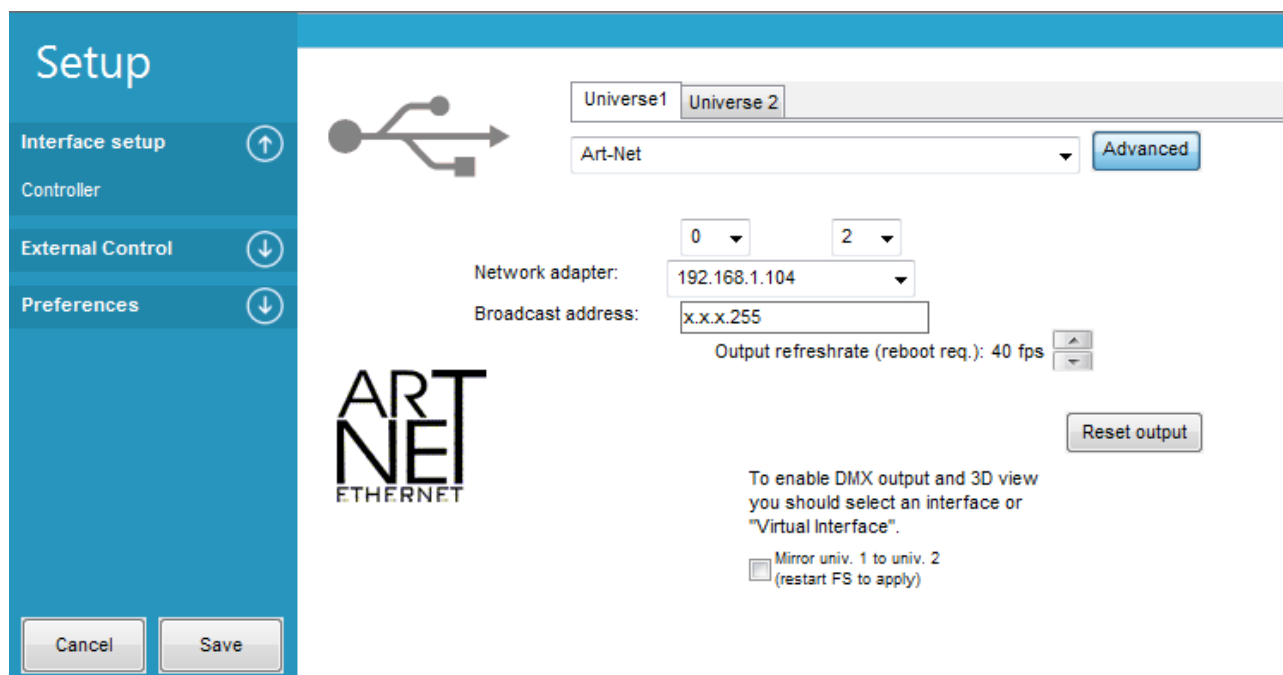 Setup
Interface setup
Controller
External Control
Preferences
Cancel
Save
Universe1
Universe 2
Art-Net
Advanced
0
2
Network adapter:
192.168.1.104
Broadcast address:
x.x.x.255
Output refreshrate (reboot req.): 40 fps
ART
NET
ETHERNET
Reset output
To enable DMX output and 3D view
you should select an interface or
"Virtual Interface".
Mirror univ. 1 to univ. 2
(restart FS to apply)